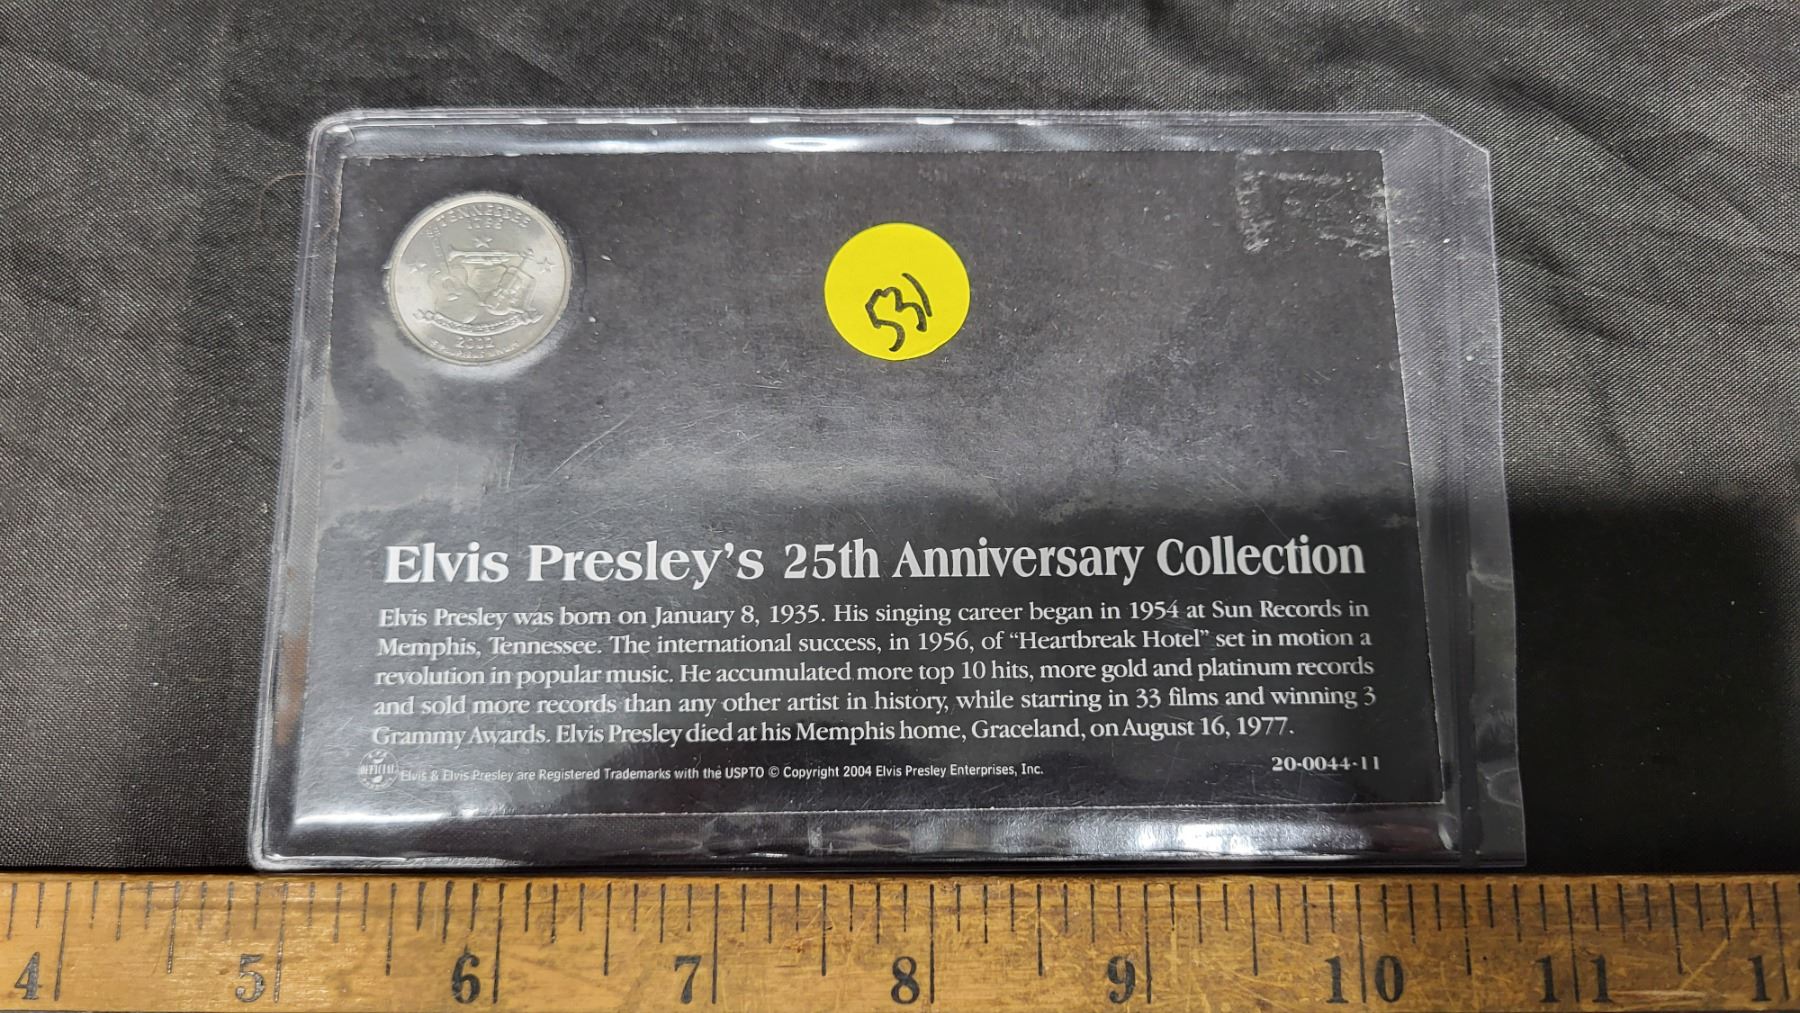 TENNESSEE
1796
2002
531
Elvis Presley's 25th Anniversary Collection
Elvis Presley was born on January 8, 1935. His singing career began in 1954 at Sun Records in
Memphis, Tennessee. The international success, in 1956, of “Heartbreak Hotel” set in motion a
revolution in popular music. He accumulated more top 10 hits, more gold and platinum records
and sold more records than any other artist in history, while starring in 33 films and winning 3
Grammy Awards. Elvis Presley died at his Memphis home, Graceland, on August 16, 1977.
OFFICIAL
Elvis & Elvis Presley are Registered Trademarks with the USPTO © Copyright 2004 Elvis Presley Enterprises, Inc.
20-0044-11
4 5 6 7 8 9 10 11 1